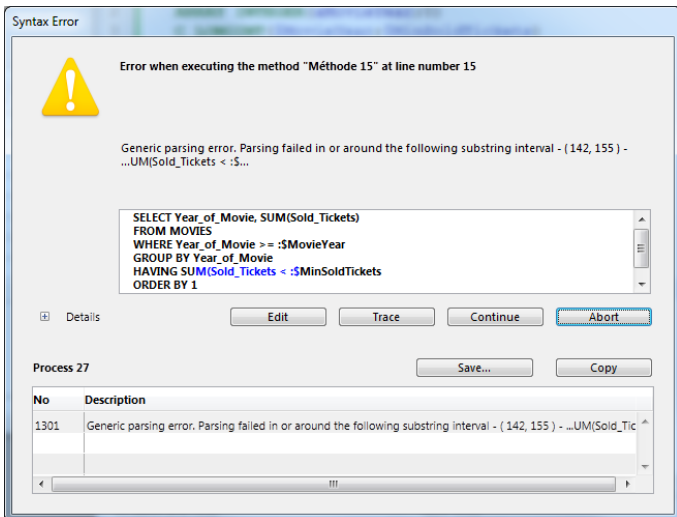 Syntax Error
Error when executing the method "Méthode 15" at line number 15
Generic parsing error. Parsing failed in or around the following substring interval - ( 142, 155 ) -
...UM(Sold_Tickets < :$...
SELECT Year_of_Movie, SUM(Sold_Tickets)
FROM MOVIES
WHERE Year_of_Movie >= :$MovieYear
GROUP BY Year_of_Movie
HAVING SUM(Sold_Tickets < :$MinSoldTickets
ORDER BY 1
Details Edit Trace Continue Abort
Process 27 Save... Copy
No Description
1301 Generic parsing error. Parsing failed in or around the following substring interval - ( 142, 155 ) - ...UM(Sold_Tic